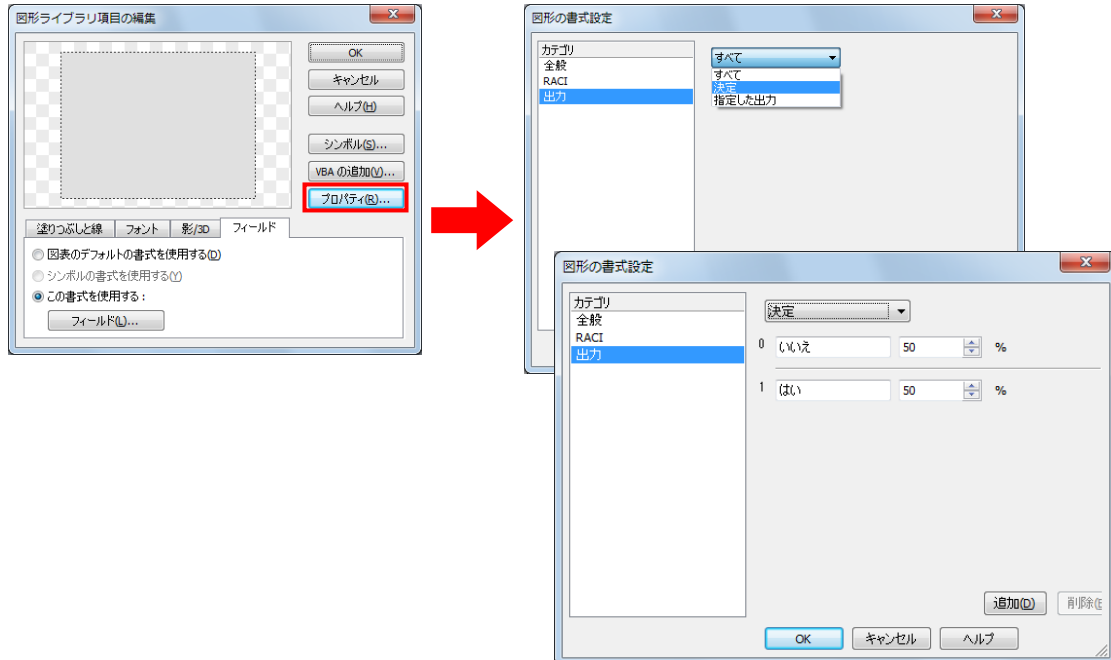 図形ライブラリ項目の編集
OK
キャンセル
ヘルプ(H)
シンボル(S)...
VBA の追加(V)...
プロパティ(R)...
塗りつぶしと線 フォント 影/3D フィールド
図表のデフォルトの書式を使用する(D)
シンボルの書式を使用する(Y)
この書式を使用する:
フィールド(L)...
図形の書式設定
カテゴリ
全般
RACI
出力
すべて
すべて
決定
指定した出力
図形の書式設定
カテゴリ
全般
RACI
出力
決定
0 いいえ 50 %
1 はい 50 %
追加(D) 削除(E
OK キャンセル ヘルプ